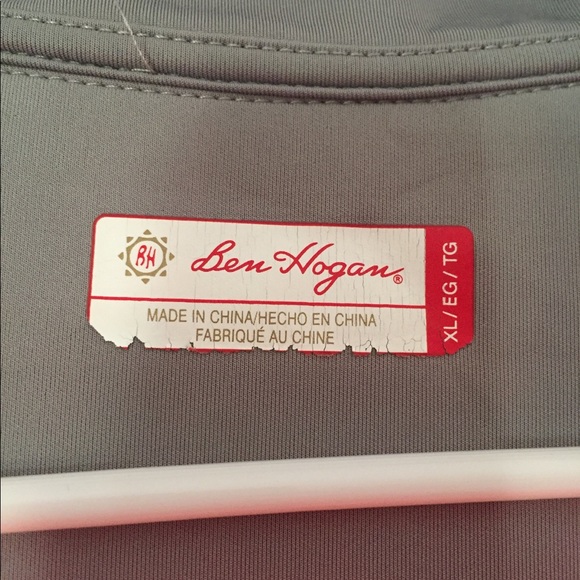 BH
Ben Hogan®
MADE IN CHINA/HECHO EN CHINA
FABRIQUÉ AU CHINE
XL/EG/TG